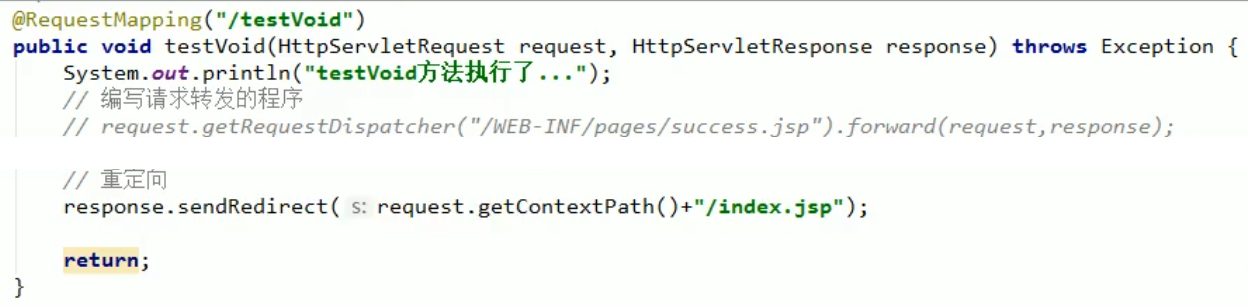 @RequestMapping("/testVoid")
public void testVoid(HttpServletRequest request, HttpServletResponse response) throws Exception {
System.out.println("testVoid方法执行了...");
// 编写请求转发的程序
// request.getRequestDispatcher("/WEB-INF/pages/success.jsp").forward(request,response);
// 重定向
response.sendRedirect( s: request.getContextPath()+"/index.jsp");
return;
}